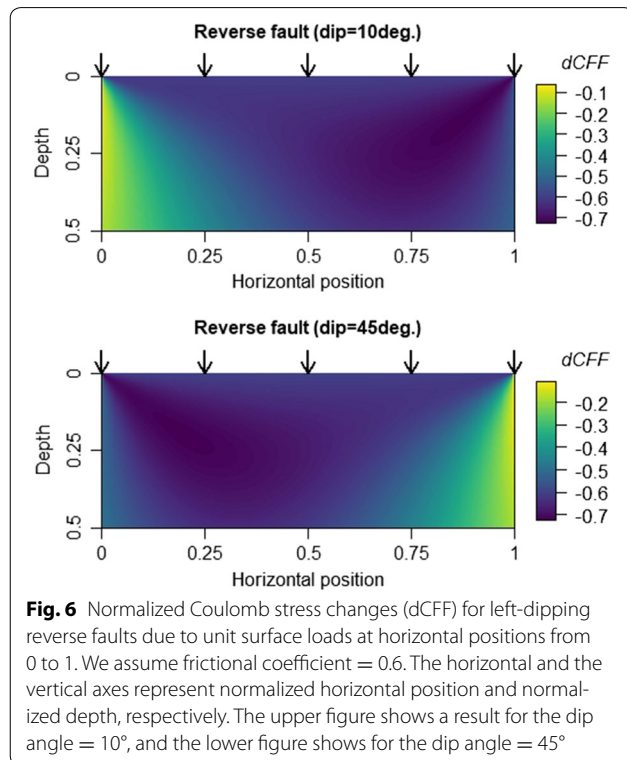 Reverse fault (dip=10deg.)
dCFF
0
0.25
0.5
Depth
-0.1
-0.2
-0.3
-0.4
-0.5
-0.6
-0.7
0 0.25 0.5 0.75 1
Horizontal position
Reverse fault (dip=45deg.)
dCFF
0
0.25
0.5
Depth
-0.2
-0.3
-0.4
-0.5
-0.6
-0.7
0 0.25 0.5 0.75 1
Horizontal position
Fig. 6 Normalized Coulomb stress changes (dCFF) for left-dipping
reverse faults due to unit surface loads at horizontal positions from
0 to 1. We assume frictional coefficient = 0.6. The horizontal and the
vertical axes represent normalized horizontal position and normal-
ized depth, respectively. The upper figure shows a result for the dip
angle = 10°, and the lower figure shows for the dip angle = 45°